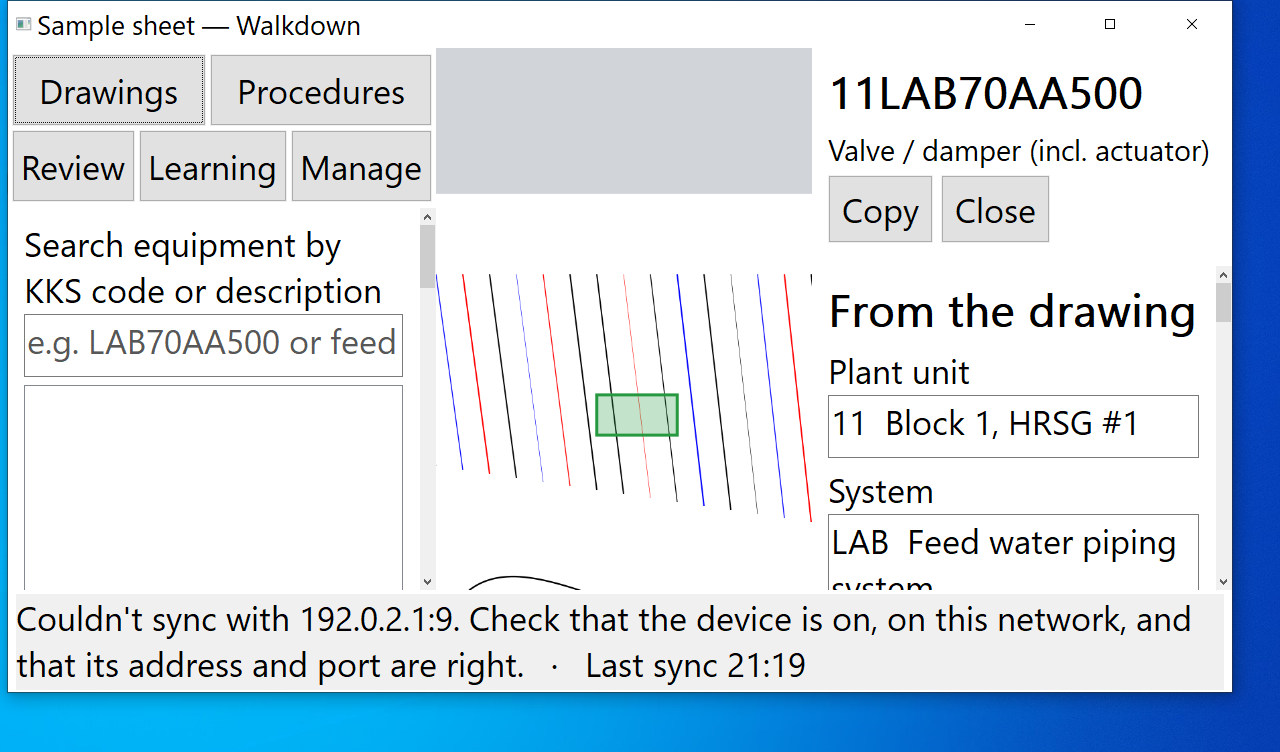 Sample sheet — Walkdown
Drawings
Procedures
Review
Learning
Manage
Search equipment by
KKS code or description
e.g. LAB70AA500 or feed
11LAB70AA500
Valve / damper (incl. actuator)
Copy
Close
From the drawing
Plant unit
11  Block 1, HRSG #1
System
LAB  Feed water piping
system
Couldn't sync with 192.0.2.1:9. Check that the device is on, on this network, and
that its address and port are right.   ·   Last sync 21:19